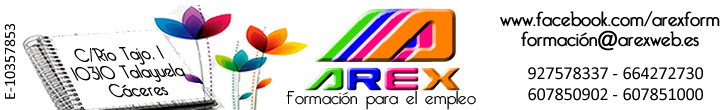 E-10357853
C/Río Tajo, 1
10310 Talayuela
Cáceres
AREX
Formación para el empleo
www.facebook.com/arexform
formación@arexweb.es
927578337 - 664272730
607850902 - 607851000